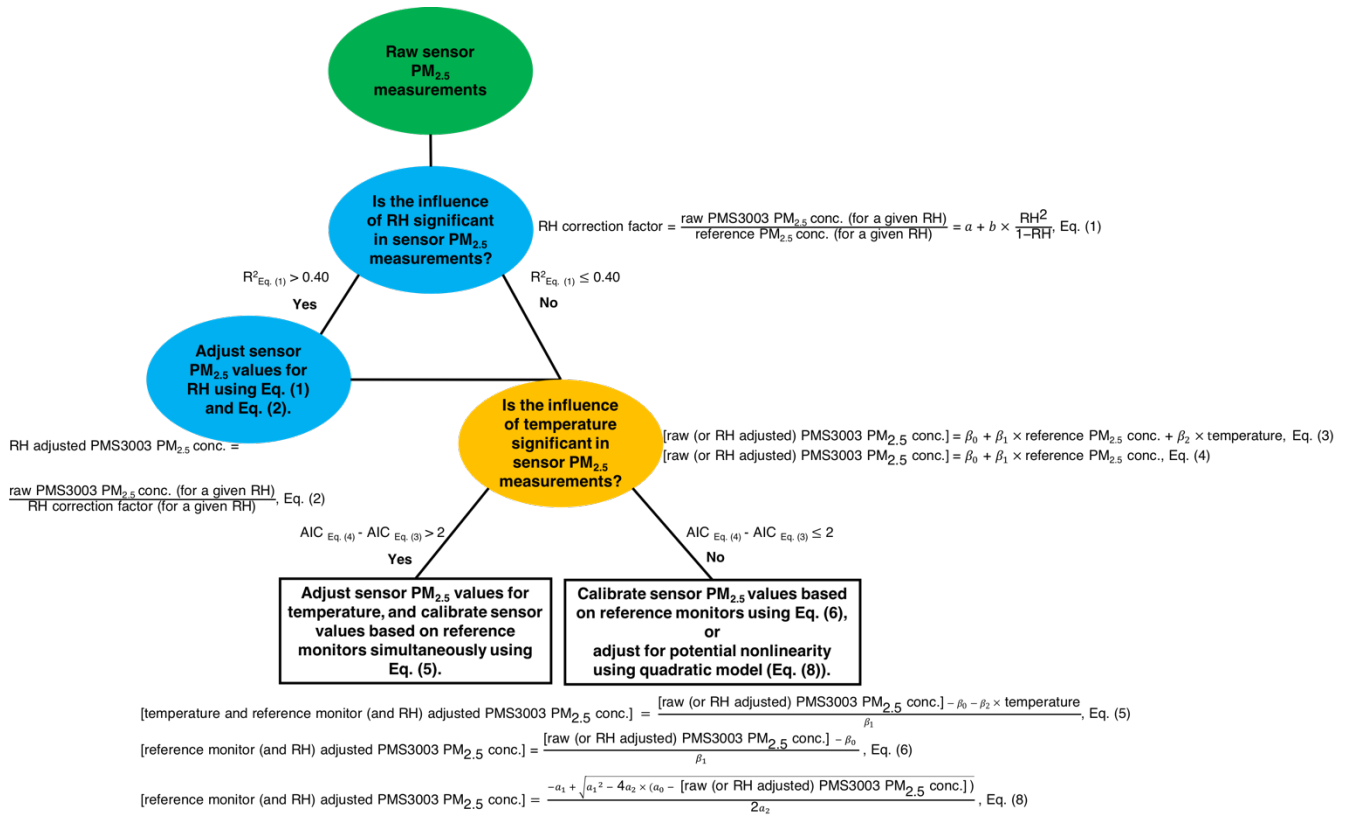 Raw sensor
PM2.5
measurements
Is the influence
of RH significant
in sensor PM2.5
measurements?
RH correction factor = raw PMS3003 PM2.5 conc. (for a given RH) / reference PM2.5 conc. (for a given RH) = a + b × RH² / 1−RH, Eq. (1)
R²Eq. (1) > 0.40
Yes
R²Eq. (1) ≤ 0.40
No
Adjust sensor
PM2.5 values for
RH using Eq. (1)
and Eq. (2).
RH adjusted PMS3003 PM2.5 conc. =
raw PMS3003 PM2.5 conc. (for a given RH) / RH correction factor (for a given RH), Eq. (2)
Is the influence
of temperature
significant in
sensor PM2.5
measurements?
[raw (or RH adjusted) PMS3003 PM2.5 conc.] = β0 + β1 × reference PM2.5 conc. + β2 × temperature, Eq. (3)
[raw (or RH adjusted) PMS3003 PM2.5 conc.] = β0 + β1 × reference PM2.5 conc., Eq. (4)
AIC Eq. (4) - AIC Eq. (3) > 2
Yes
AIC Eq. (4) - AIC Eq. (3) ≤ 2
No
Adjust sensor PM2.5 values for
temperature, and calibrate sensor
values based on reference
monitors simultaneously using
Eq. (5).
Calibrate sensor PM2.5 values based
on reference monitors using Eq. (6),
or
adjust for potential nonlinearity
using quadratic model (Eq. (8)).
[temperature and reference monitor (and RH) adjusted PMS3003 PM2.5 conc.] = [raw (or RH adjusted) PMS3003 PM2.5 conc.] − β0 − β2 × temperature / β1, Eq. (5)
[reference monitor (and RH) adjusted PMS3003 PM2.5 conc.] = [raw (or RH adjusted) PMS3003 PM2.5 conc.] − β0 / β1, Eq. (6)
[reference monitor (and RH) adjusted PMS3003 PM2.5 conc.] = −a1 + √a1² − 4a2 × (a0 − [raw (or RH adjusted) PMS3003 PM2.5 conc.]) / 2a2, Eq. (8)